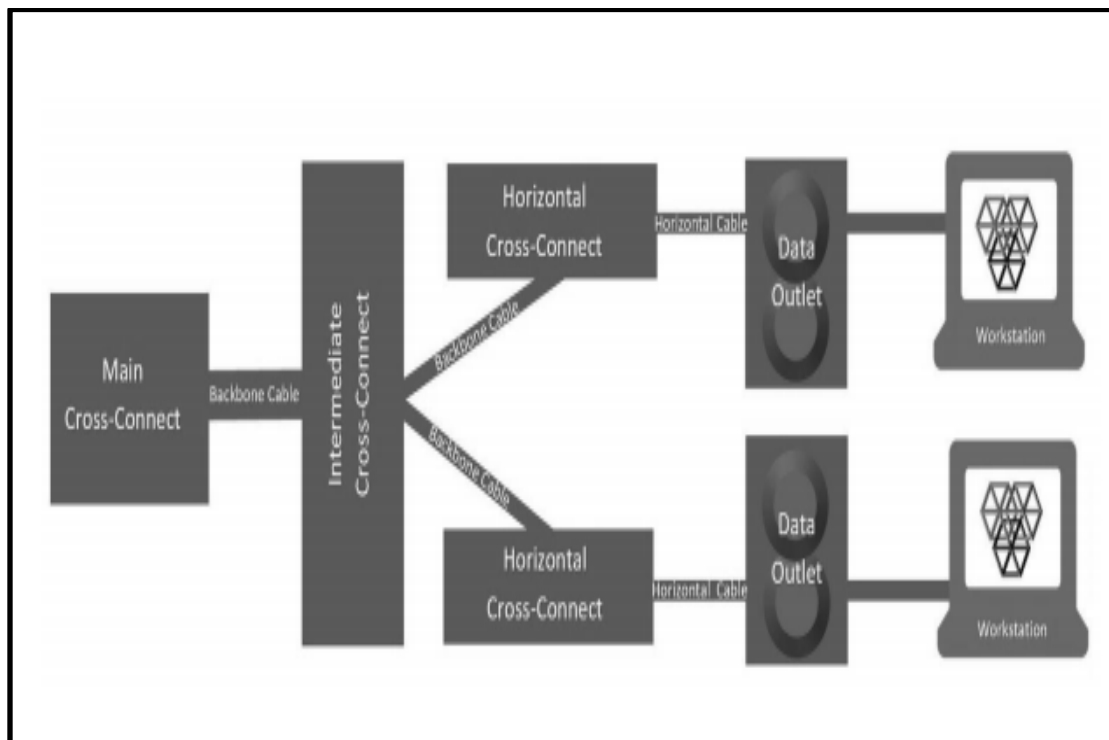 Main
Cross-Connect
Backbone Cable
Intermediate
Cross-Connect
Backbone Cable
Horizontal
Cross-Connect
Horizontal Cable
Data
Outlet
Workstation
Backbone Cable
Horizontal
Cross-Connect
Horizontal Cable
Data
Outlet
Workstation